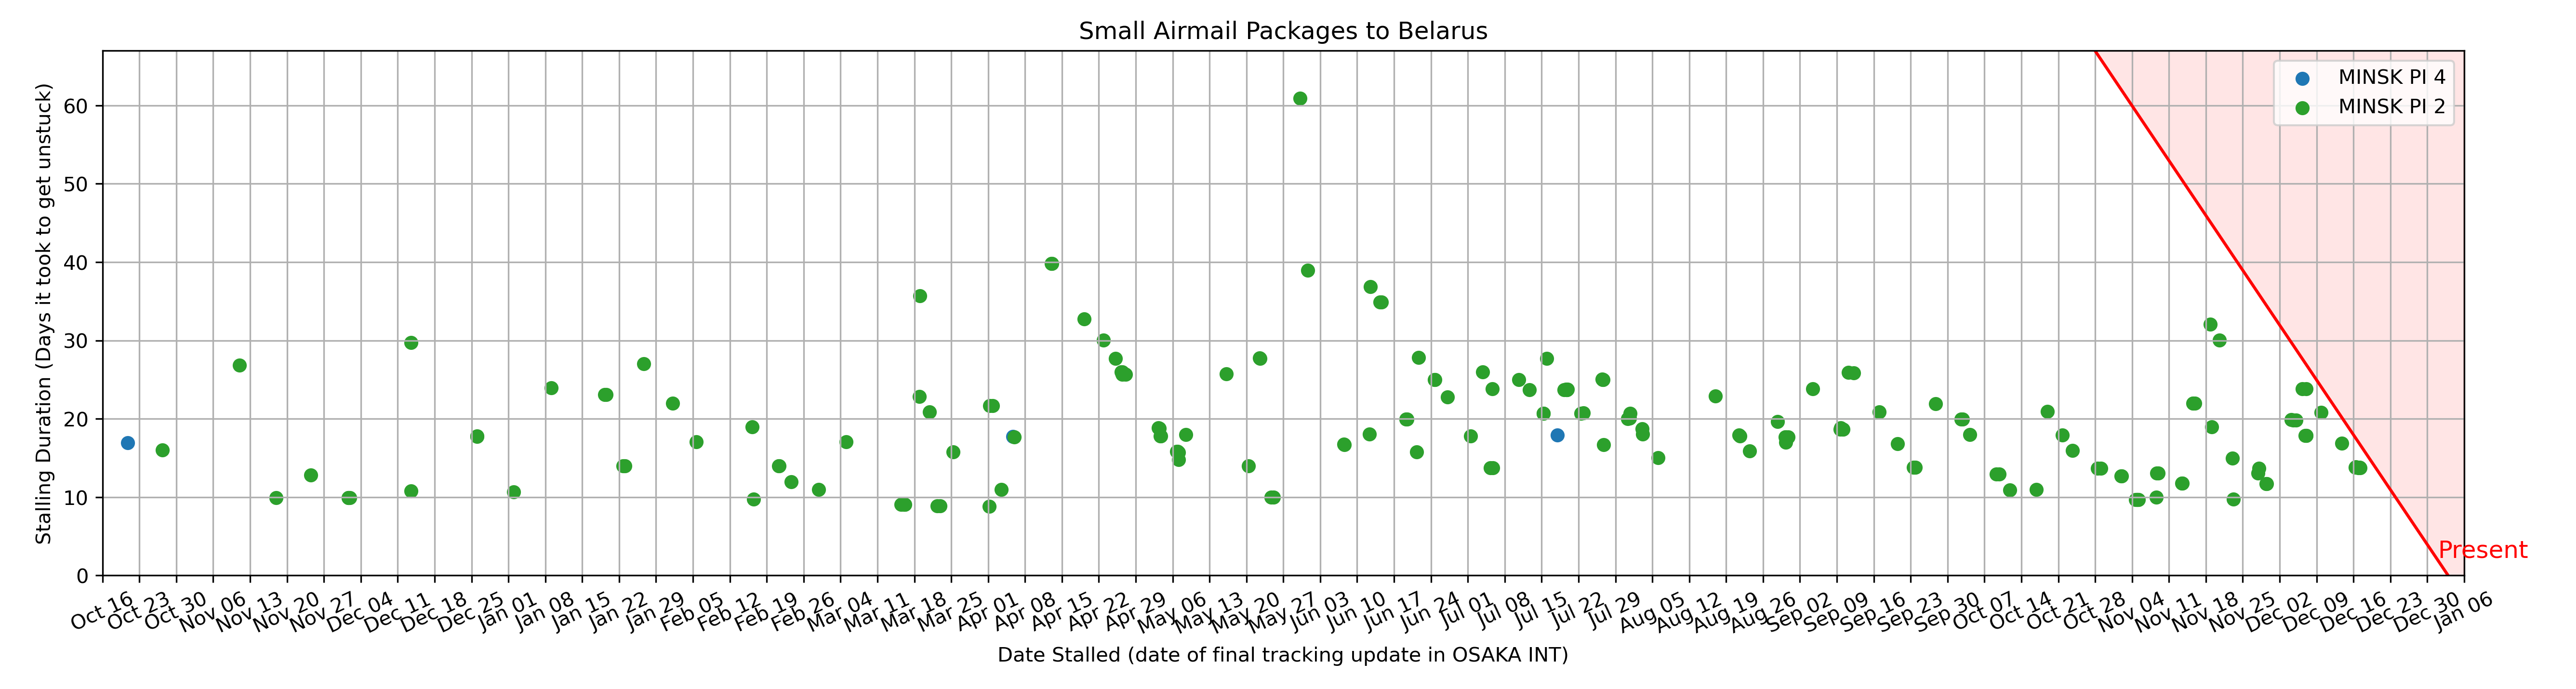 Small Airmail Packages to Belarus
MINSK PI 4
MINSK PI 2
Stalling Duration (Days it took to get unstuck)
60
50
40
30
20
10
0
Present
Oct 16
Oct 23
Oct 30
Nov 06
Nov 13
Nov 20
Nov 27
Dec 04
Dec 11
Dec 18
Dec 25
Jan 01
Jan 08
Jan 15
Jan 22
Jan 29
Feb 05
Feb 12
Feb 19
Feb 26
Mar 04
Mar 11
Mar 18
Mar 25
Apr 01
Apr 08
Apr 15
Apr 22
Apr 29
May 06
May 13
May 20
May 27
Jun 03
Jun 10
Jun 17
Jun 24
Jul 01
Jul 08
Jul 15
Jul 22
Jul 29
Aug 05
Aug 12
Aug 19
Aug 26
Sep 02
Sep 09
Sep 16
Sep 23
Sep 30
Oct 07
Oct 14
Oct 21
Oct 28
Nov 04
Nov 11
Nov 18
Nov 25
Dec 02
Dec 09
Dec 16
Dec 23
Dec 30
Jan 06
Date Stalled (date of final tracking update in OSAKA INT)